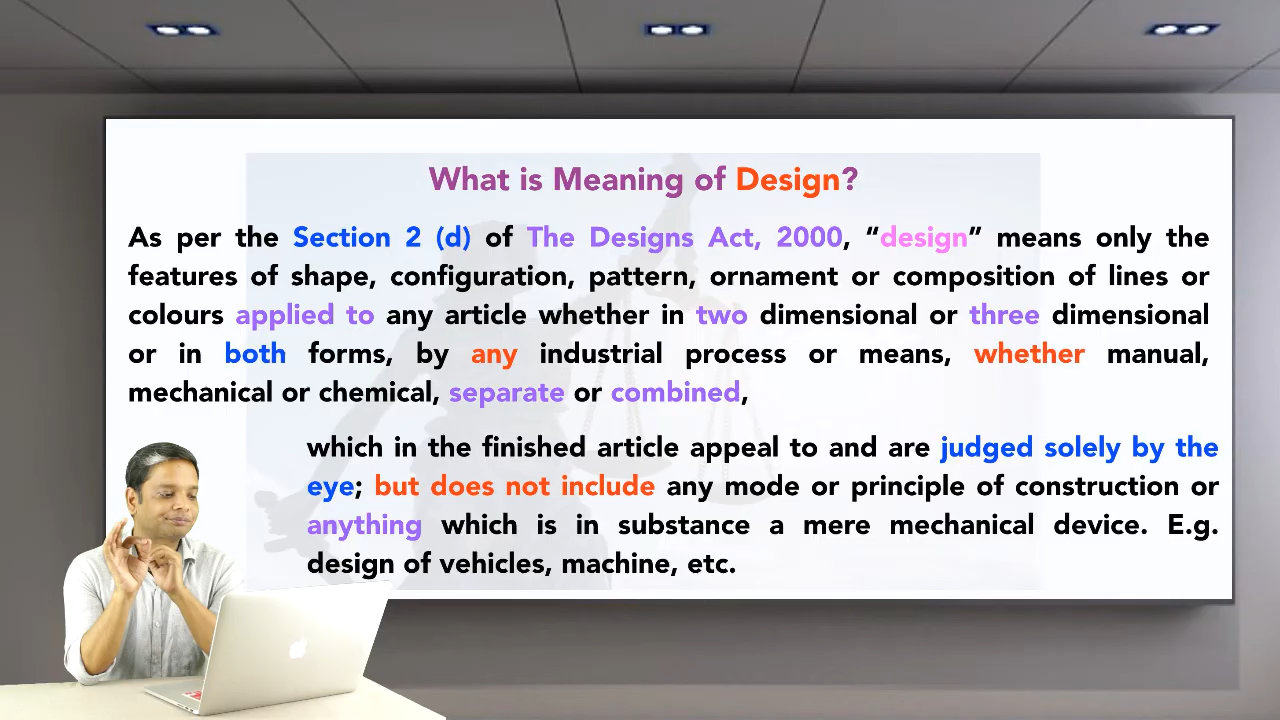 What is Meaning of Design?
As per the Section 2 (d) of The Designs Act, 2000, “design” means only the
features of shape, configuration, pattern, ornament or composition of lines or
colours applied to any article whether in two dimensional or three dimensional
or in both forms, by any industrial process or means, whether manual,
mechanical or chemical, separate or combined,
which in the finished article appeal to and are judged solely by the
eye; but does not include any mode or principle of construction or
anything which is in substance a mere mechanical device. E.g.
design of vehicles, machine, etc.